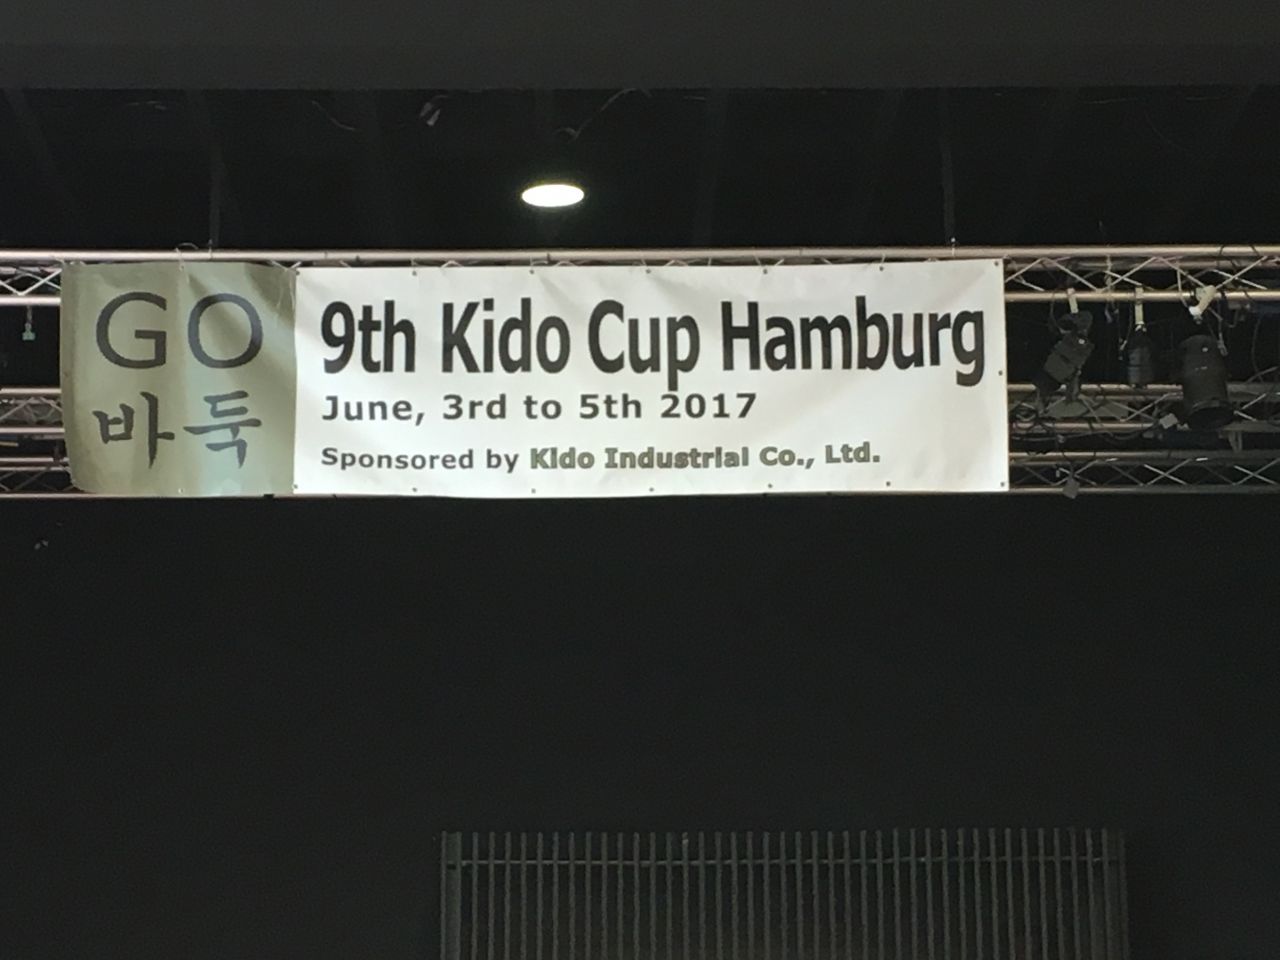 GO
바둑
9th Kido Cup Hamburg
June, 3rd to 5th 2017
Sponsored by Kido Industrial Co., Ltd.